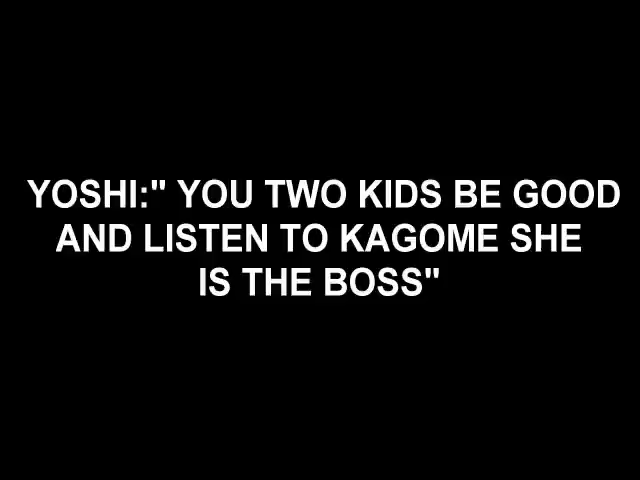 YOSHI:" YOU TWO KIDS BE GOOD
AND LISTEN TO KAGOME SHE
IS THE BOSS"